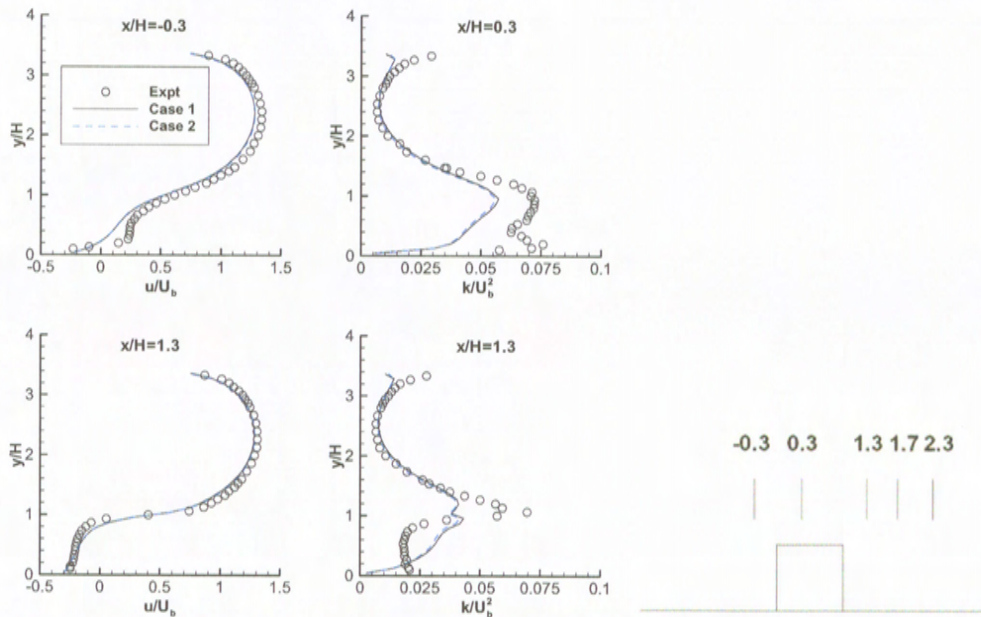 x/H=-0.3
4
3
2
1
0
y/H
Expt
Case 1
Case 2
-0.5 0 0.5 1 1.5
u/U_b
x/H=0.3
4
3
2
1
0
y/H
0 0.025 0.05 0.075 0.1
k/U_b^2
x/H=1.3
4
3
2
1
0
y/H
-0.5 0 0.5 1 1.5
u/U_b
x/H=1.3
4
3
2
1
0
y/H
0 0.025 0.05 0.075 0.1
k/U_b^2
-0.3 0.3 1.3 1.7 2.3